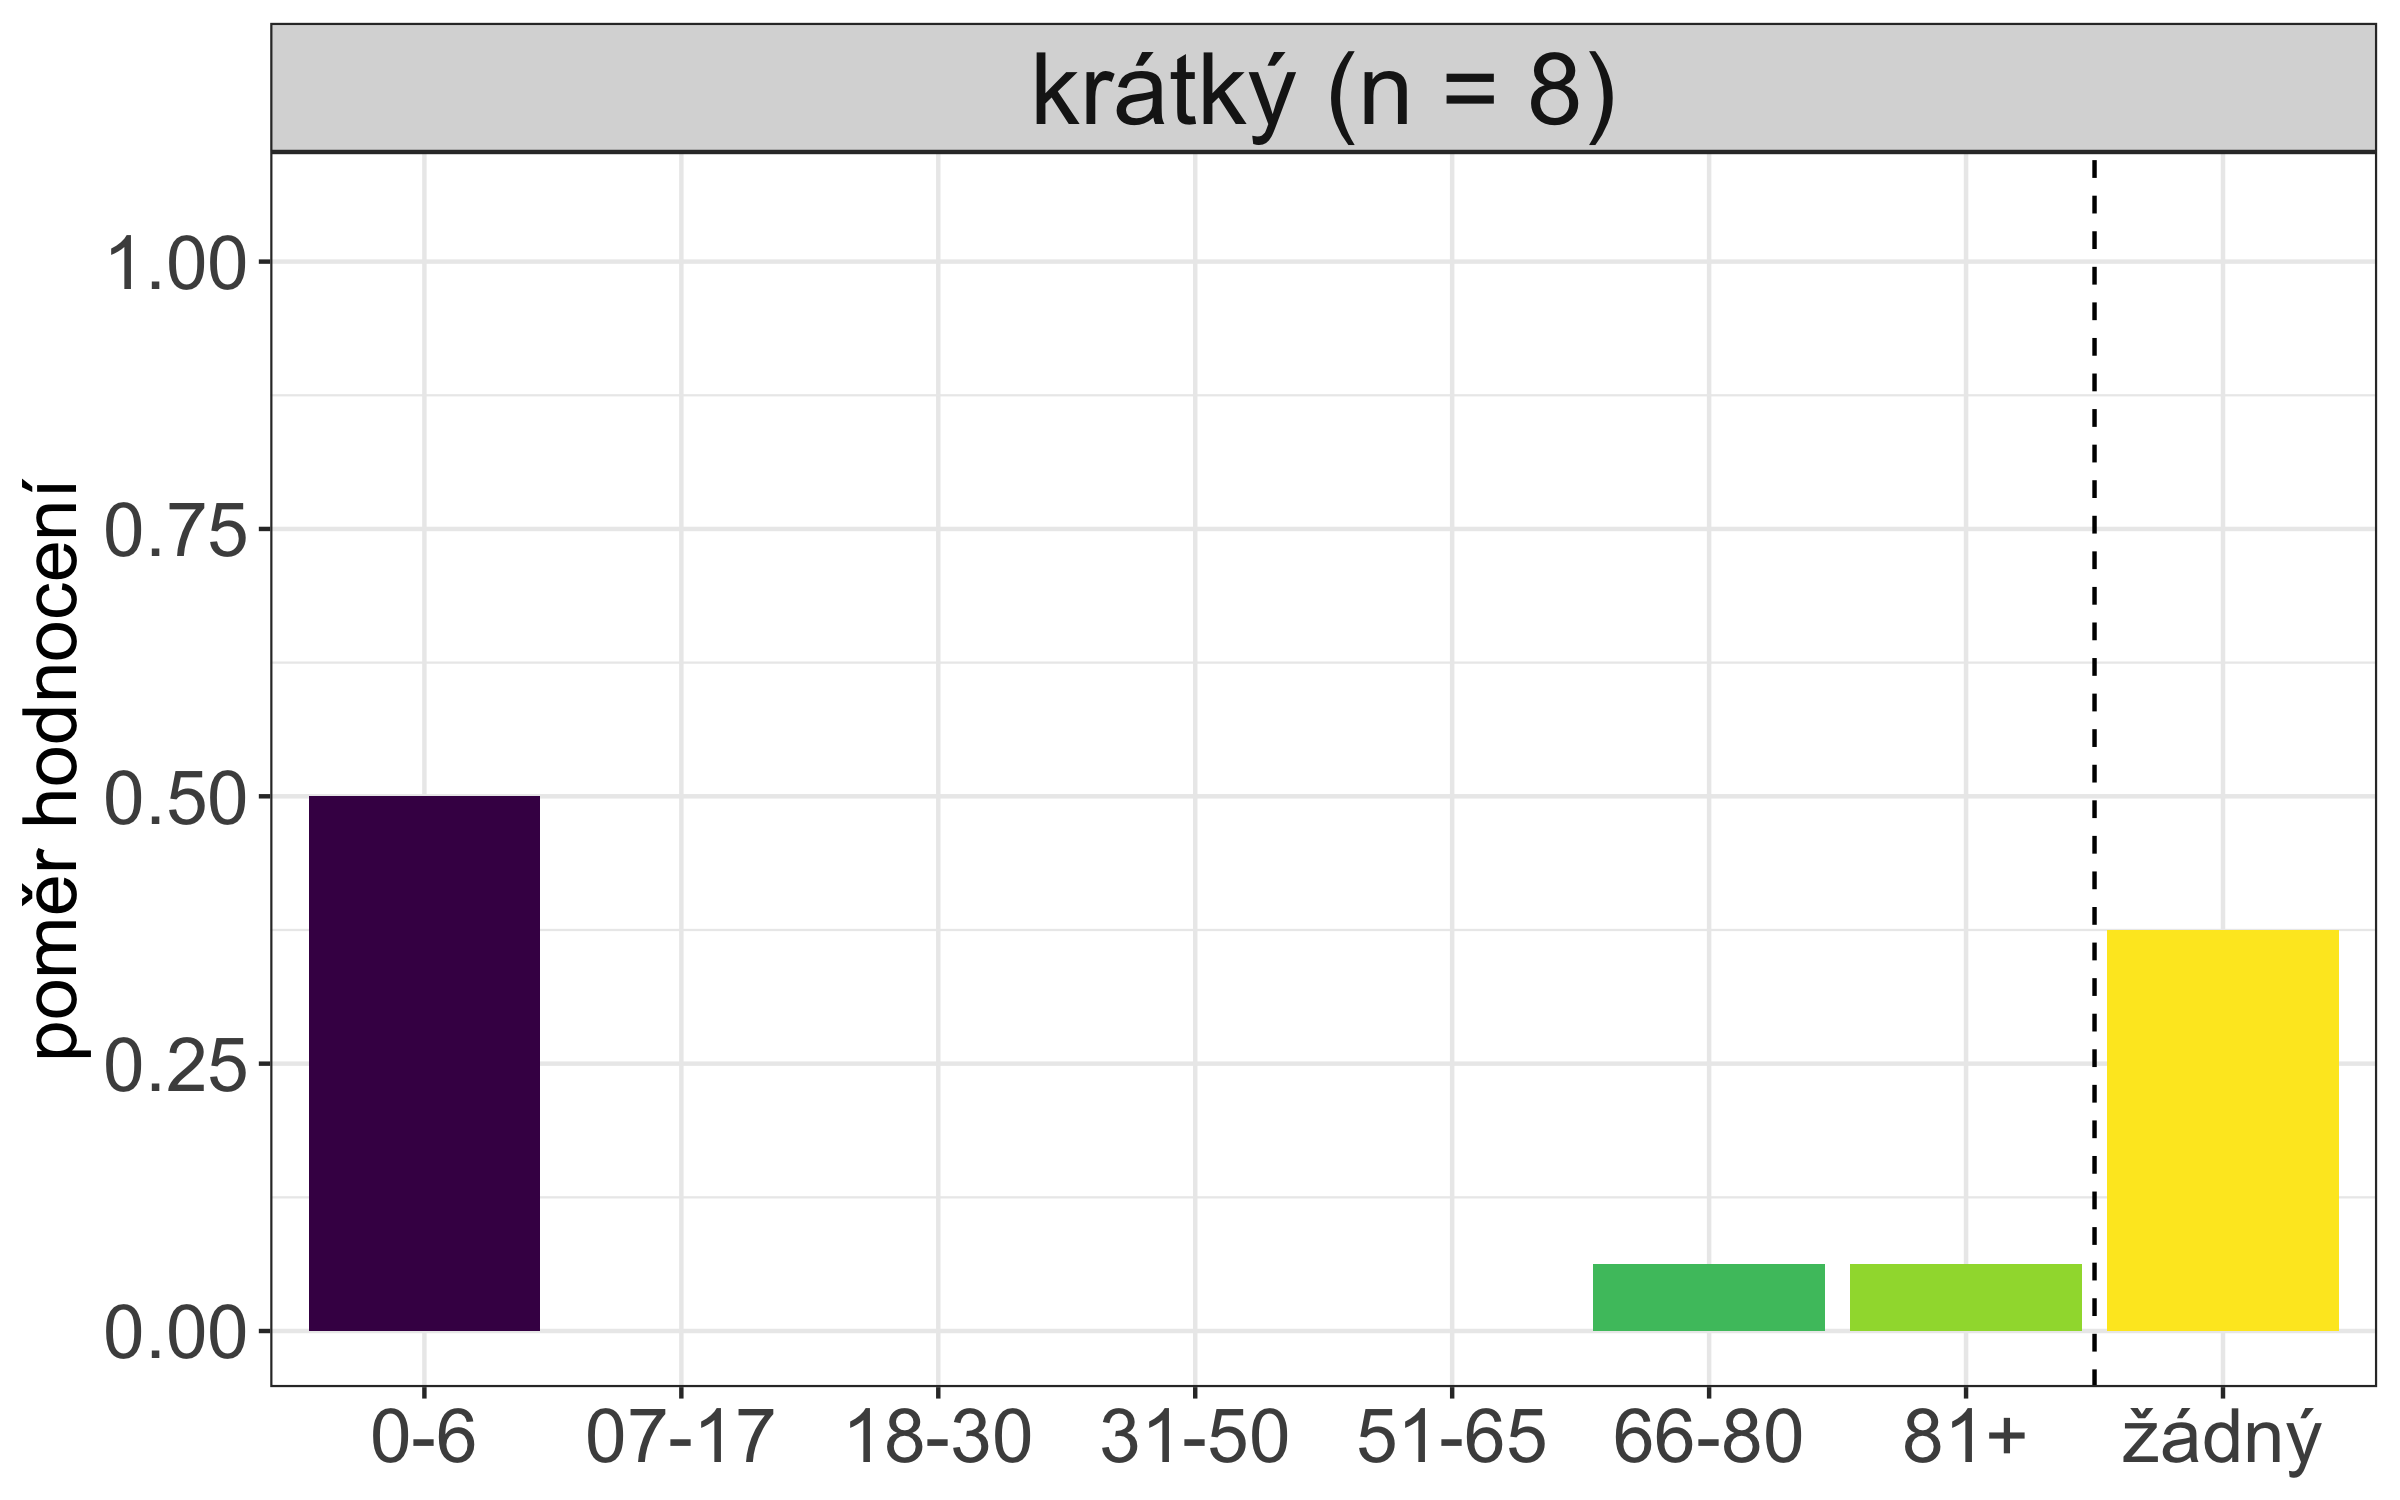 krátký (n = 8)
poměr hodnocení
1.00
0.75
0.50
0.25
0.00
0-6 07-17 18-30 31-50 51-65 66-80 81+ žádný